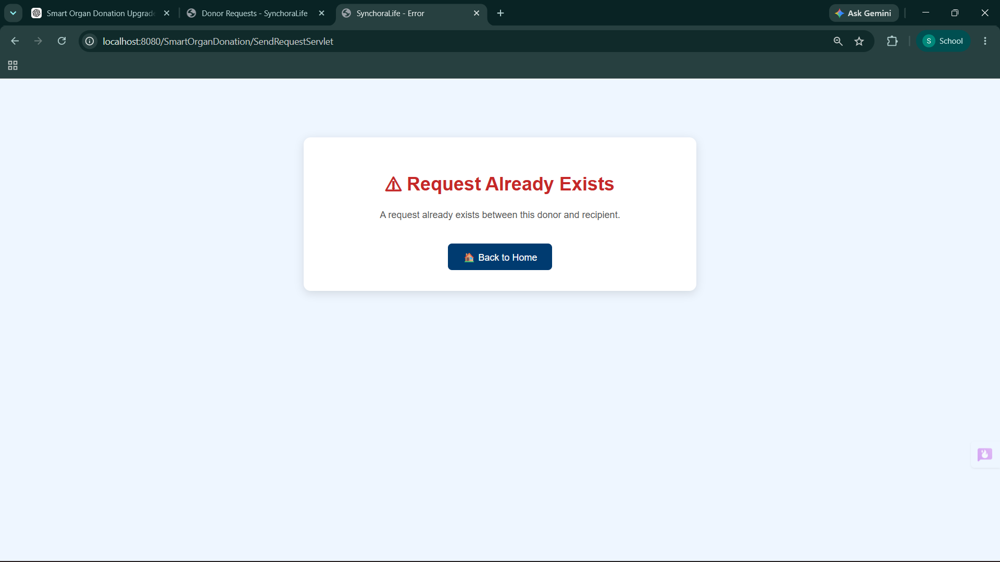 Smart Organ Donation Upgrade
Donor Requests - SynchoraLife
SynchoraLife - Error
Ask Gemini
localhost:8080/SmartOrganDonation/SendRequestServlet
S
School
⚠ Request Already Exists
A request already exists between this donor and recipient.
🏠 Back to Home